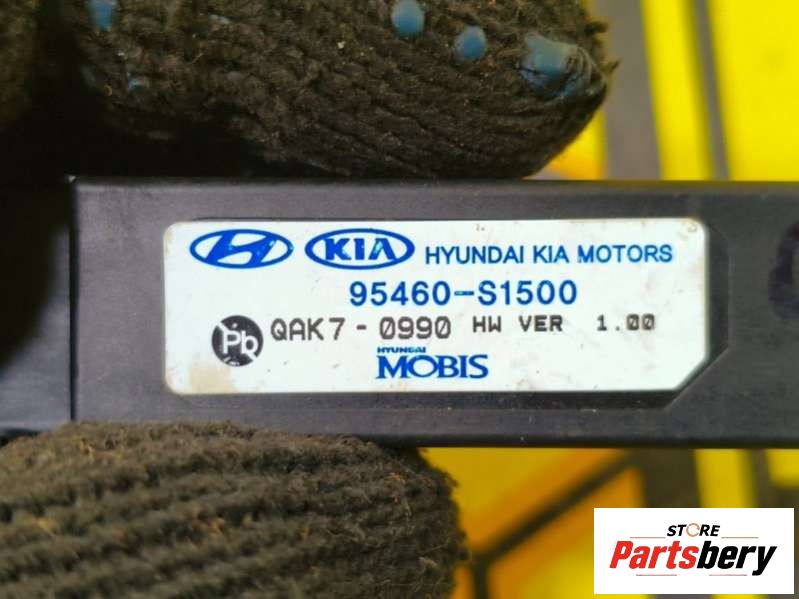 KIA HYUNDAI KIA MOTORS
95460-S1500
Pb QAK7-0990 HW VER 1.00
HYUNDAI
MOBIS
STORE
Partsbery